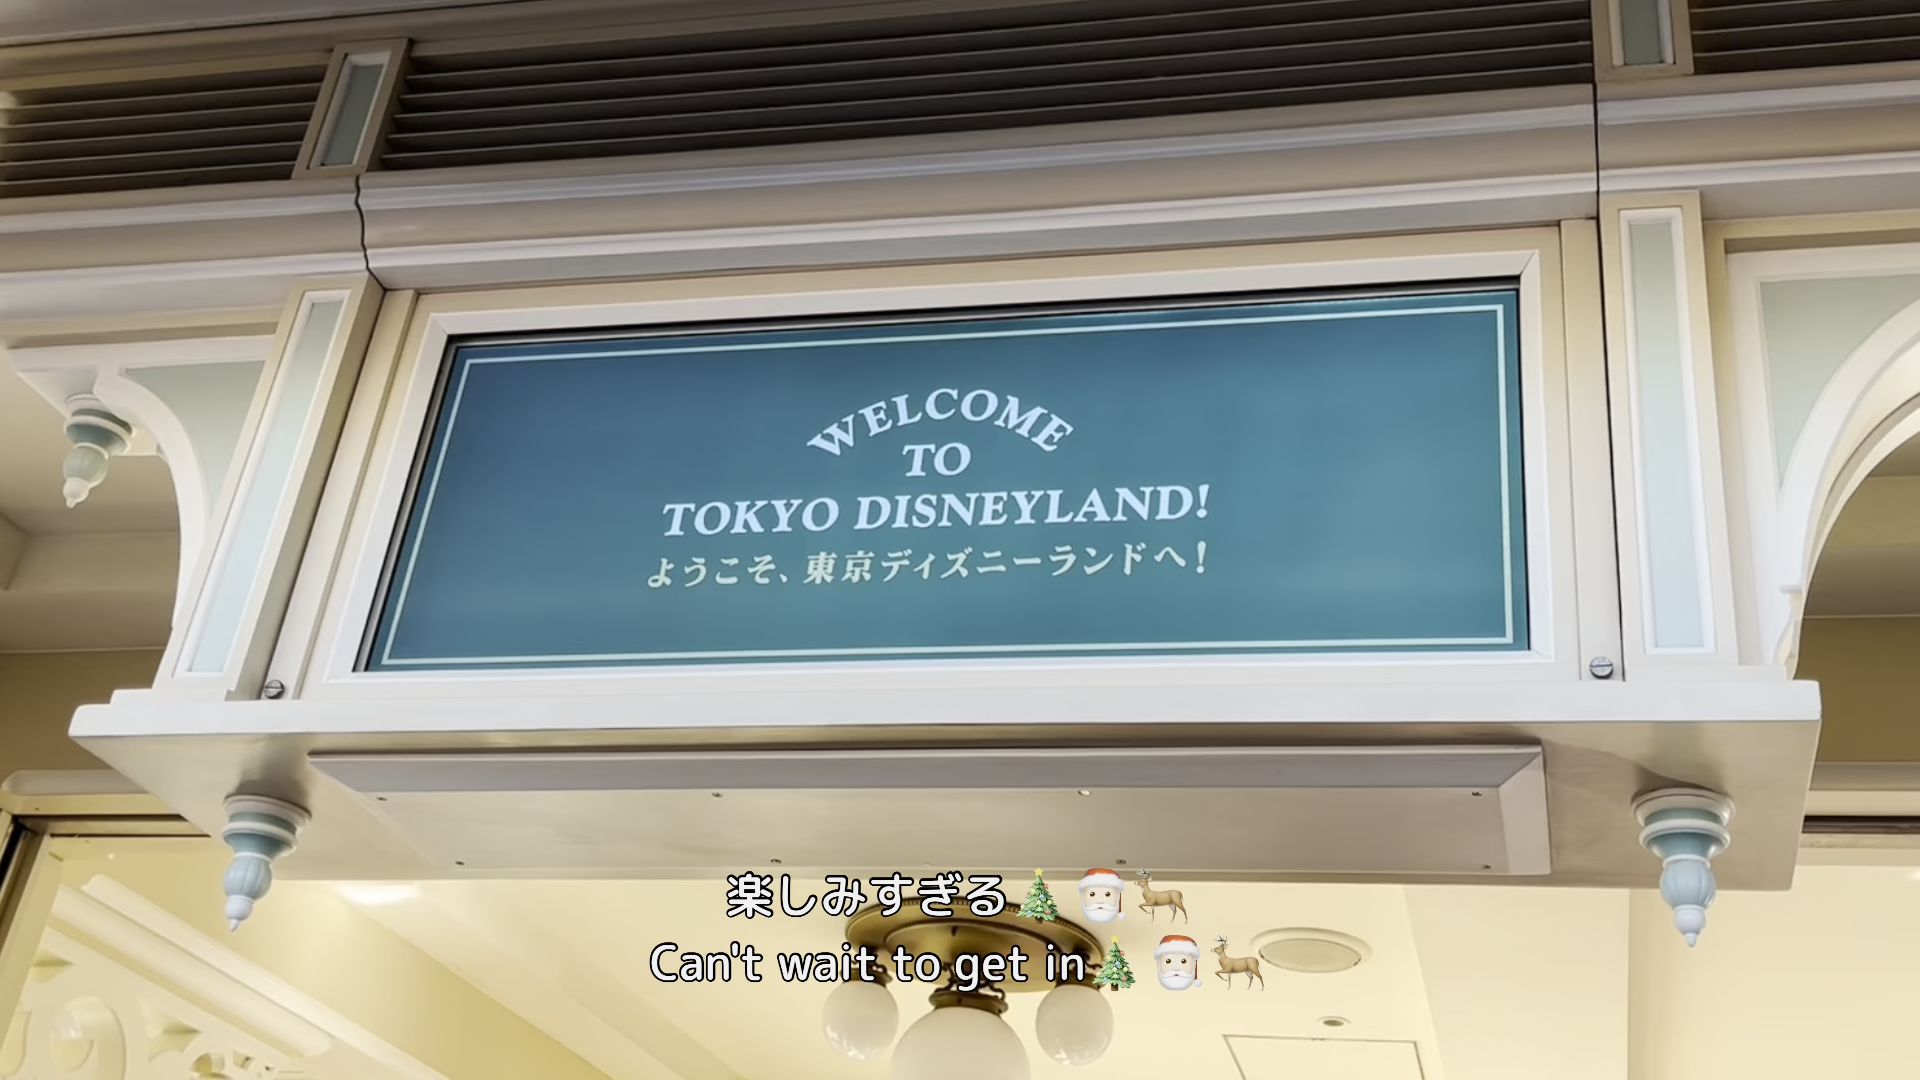 WELCOME
TO
TOKYO DISNEYLAND!
ようこそ、東京ディズニーランドへ!
楽しみすぎる🎄🎅🏻🦌
Can't wait to get in🎄🎅🏻🦌